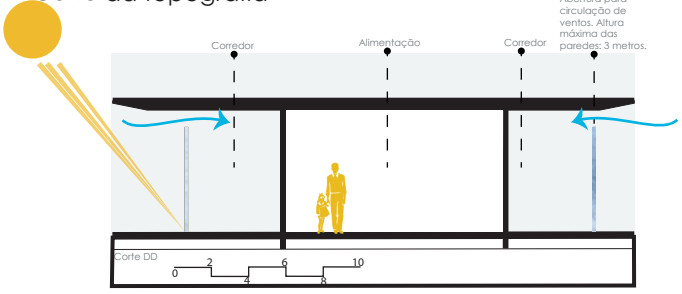 da topografia
Abertura para
circulação de
ventos. Altura
máxima das
paredes: 3 metros.
Corredor
Alimentação
Corredor
Corte DD
0 2 4 6 8 10